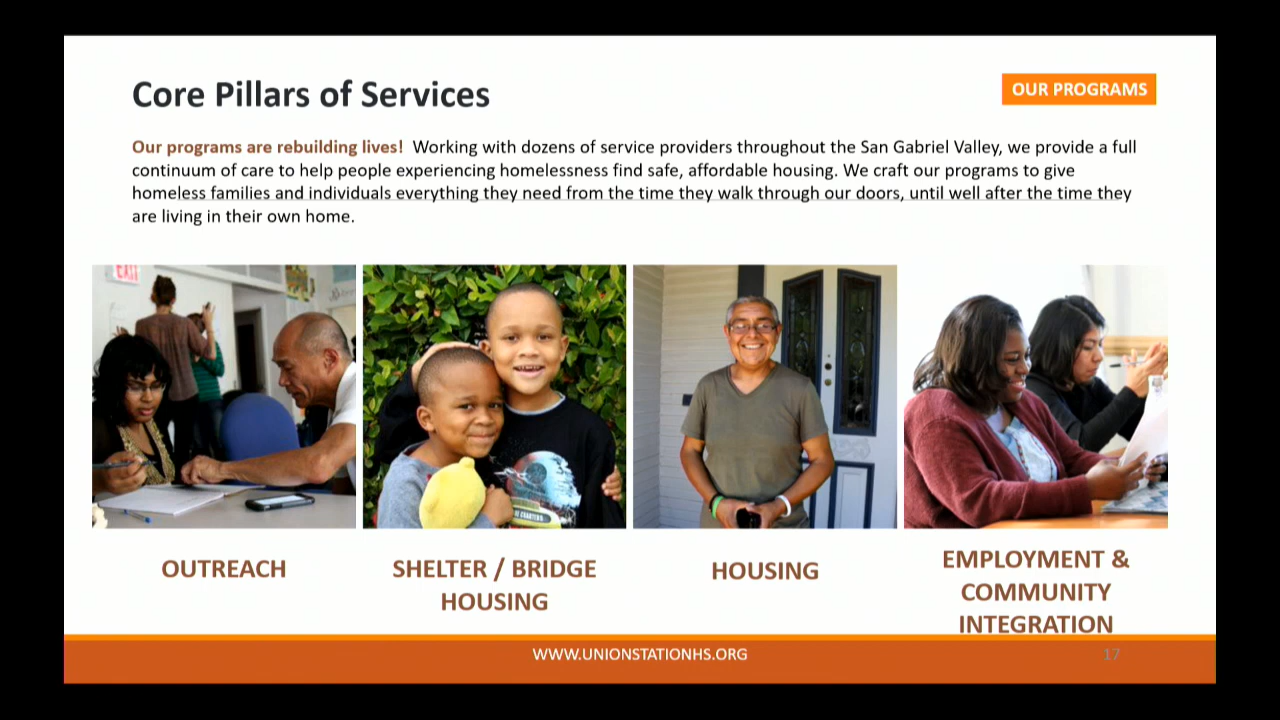 Core Pillars of Services
OUR PROGRAMS
Our programs are rebuilding lives! Working with dozens of service providers throughout the San Gabriel Valley, we provide a full
continuum of care to help people experiencing homelessness find safe, affordable housing. We craft our programs to give
homeless families and individuals everything they need from the time they walk through our doors, until well after the time they
are living in their own home.
EXIT
OUTREACH
SHELTER / BRIDGE
HOUSING
HOUSING
EMPLOYMENT &
COMMUNITY
INTEGRATION
WWW.UNIONSTATIONHS.ORG
17